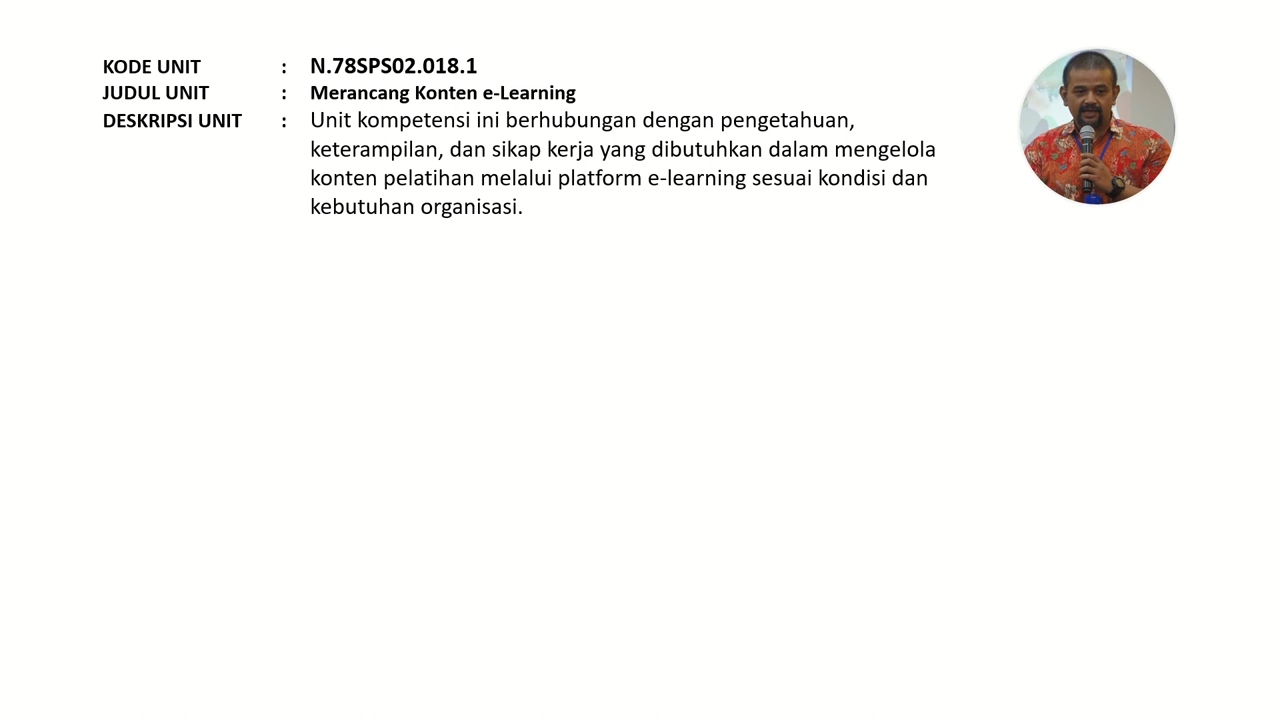 KODE UNIT : N.78SPS02.018.1
JUDUL UNIT : Merancang Konten e-Learning
DESKRIPSI UNIT : Unit kompetensi ini berhubungan dengan pengetahuan,
keterampilan, dan sikap kerja yang dibutuhkan dalam mengelola
konten pelatihan melalui platform e-learning sesuai kondisi dan
kebutuhan organisasi.